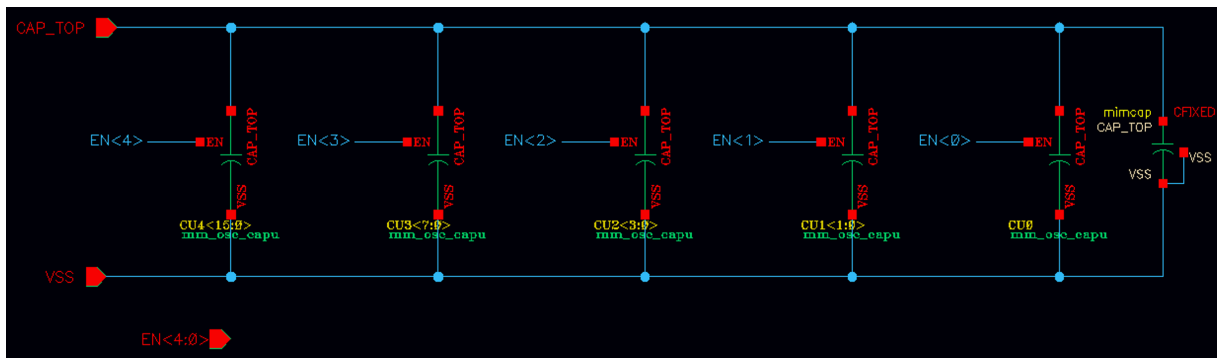 CAP_TOP
EN<4>
EN
CAP_TOP
VSS
CU4<15:0>
mm_osc_capu
EN<3>
EN
CAP_TOP
VSS
CU3<7:0>
mm_osc_capu
EN<2>
EN
CAP_TOP
VSS
CU2<3:0>
mm_osc_capu
EN<1>
EN
CAP_TOP
VSS
CU1<1:0>
mm_osc_capu
EN<0>
EN
CAP_TOP
VSS
CU0
mm_osc_capu
mimcap CFIXED
CAP_TOP
VSS
VSS
VSS
EN<4:0>